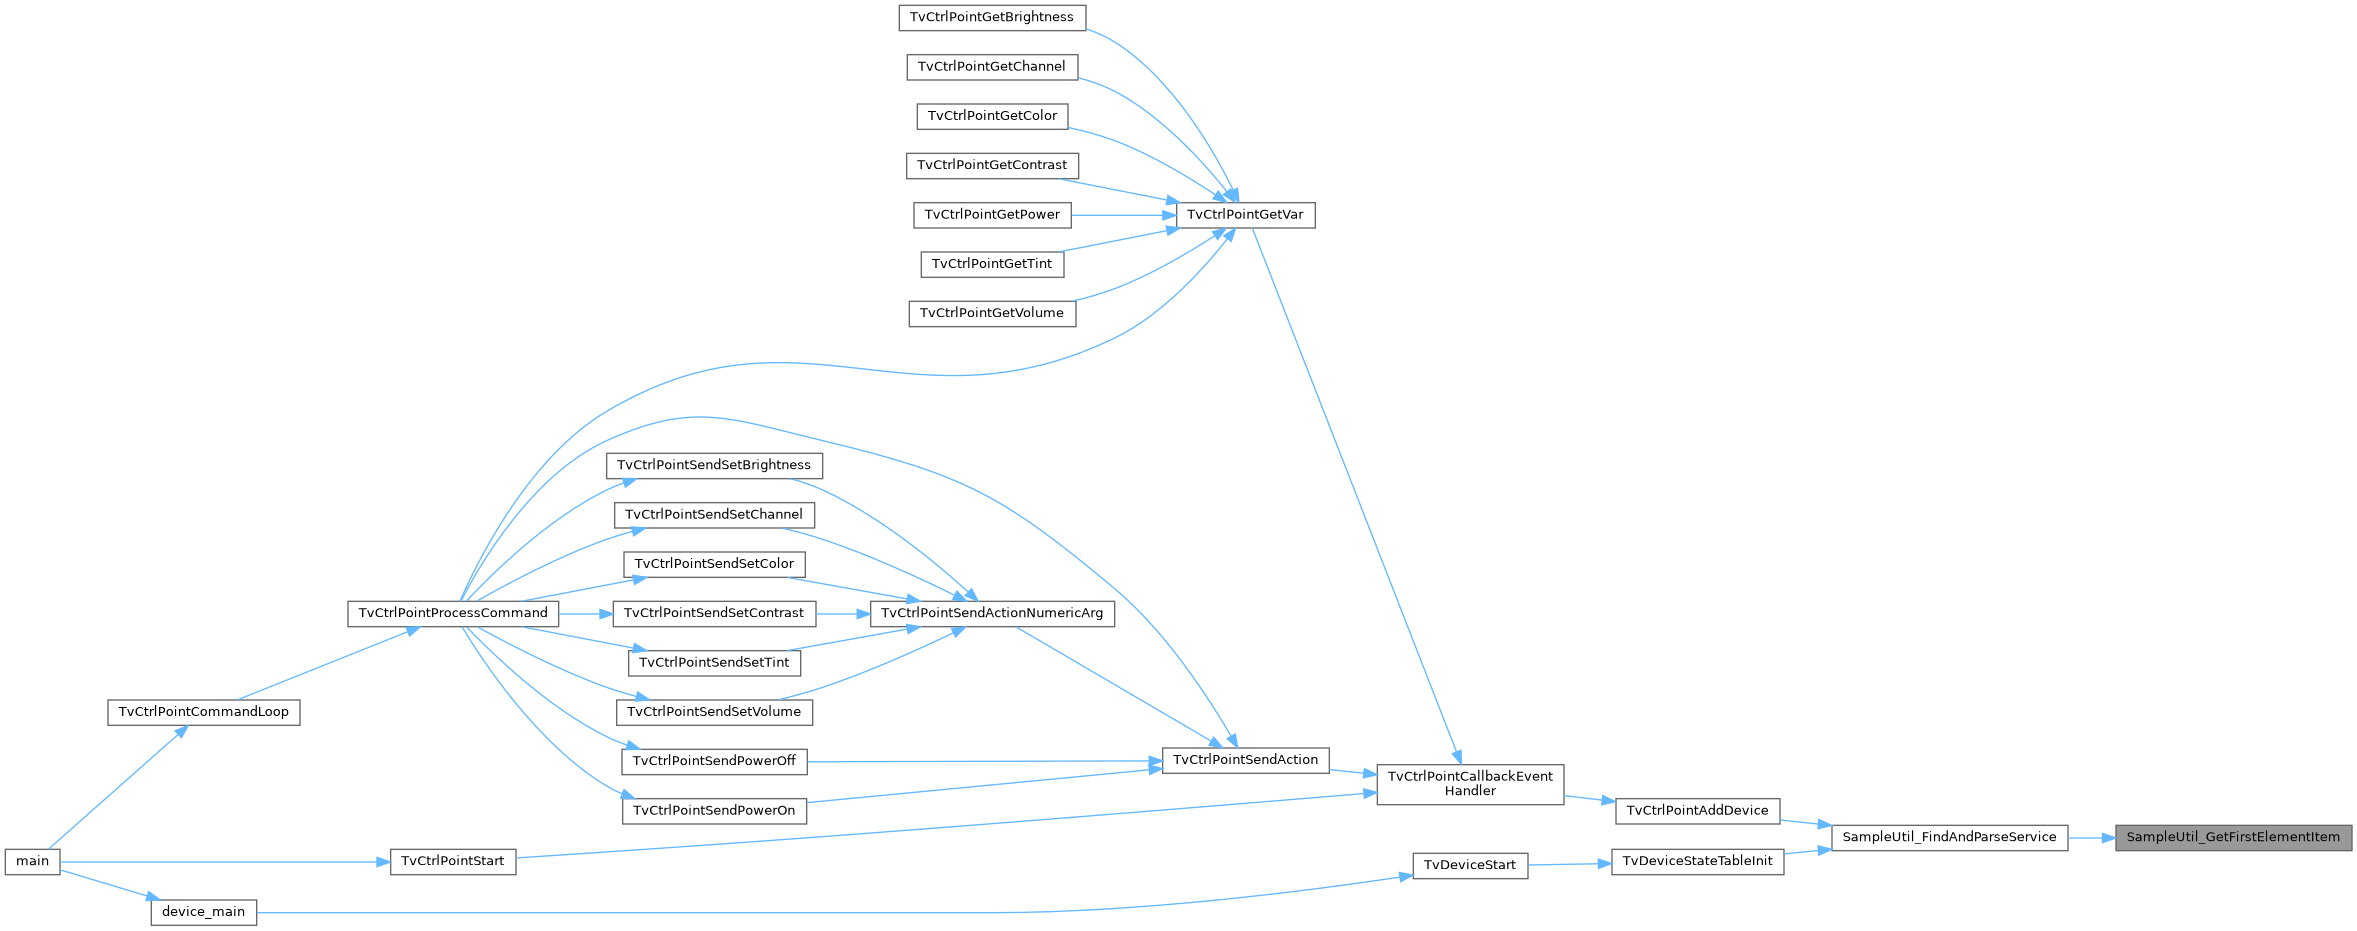 TvCtrlPointGetBrightness
TvCtrlPointGetChannel
TvCtrlPointGetColor
TvCtrlPointGetContrast
TvCtrlPointGetPower
TvCtrlPointGetVar
TvCtrlPointGetTint
TvCtrlPointGetVolume
TvCtrlPointSendSetBrightness
TvCtrlPointSendSetChannel
TvCtrlPointSendSetColor
TvCtrlPointProcessCommand
TvCtrlPointSendSetContrast
TvCtrlPointSendActionNumericArg
TvCtrlPointSendSetTint
TvCtrlPointCommandLoop
TvCtrlPointSendSetVolume
TvCtrlPointSendPowerOff
TvCtrlPointSendAction
TvCtrlPointCallbackEvent
Handler
TvCtrlPointSendPowerOn
TvCtrlPointAddDevice
SampleUtil_FindAndParseService
SampleUtil_GetFirstElementItem
main
TvCtrlPointStart
TvDeviceStart
TvDeviceStateTableInit
device_main